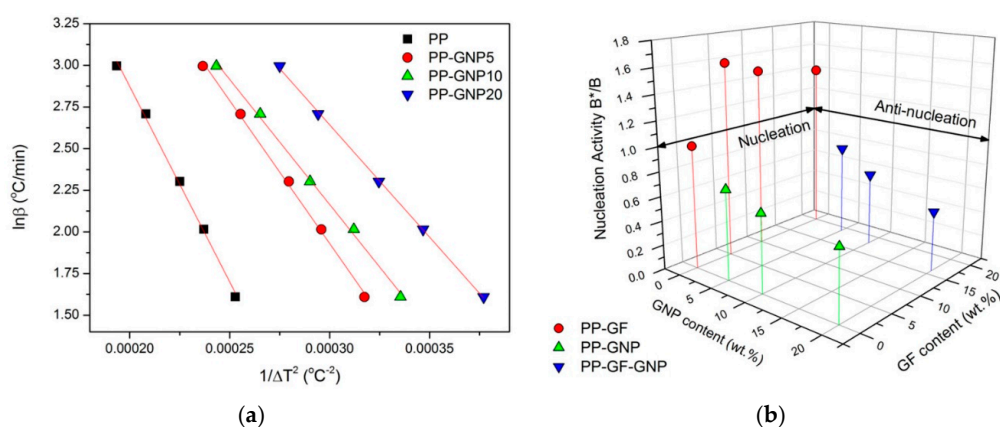 (a)
3.25
3.00
2.75
2.50
2.25
2.00
1.75
1.50
lnβ (°C/min)
PP
PP-GNP5
PP-GNP10
PP-GNP20
0.00020 0.00025 0.00030 0.00035
1/ΔT² (°C⁻²)
(b)
1.8
1.6
1.4
1.2
1.0
0.8
0.6
0.4
0.2
0.0
Nucleation Activity B*/B
Nucleation
Anti-nucleation
0
5
10
15
20
GNP content (wt.%)
0
5
10
15
20
GF content (wt.%)
PP-GF
PP-GNP
PP-GF-GNP